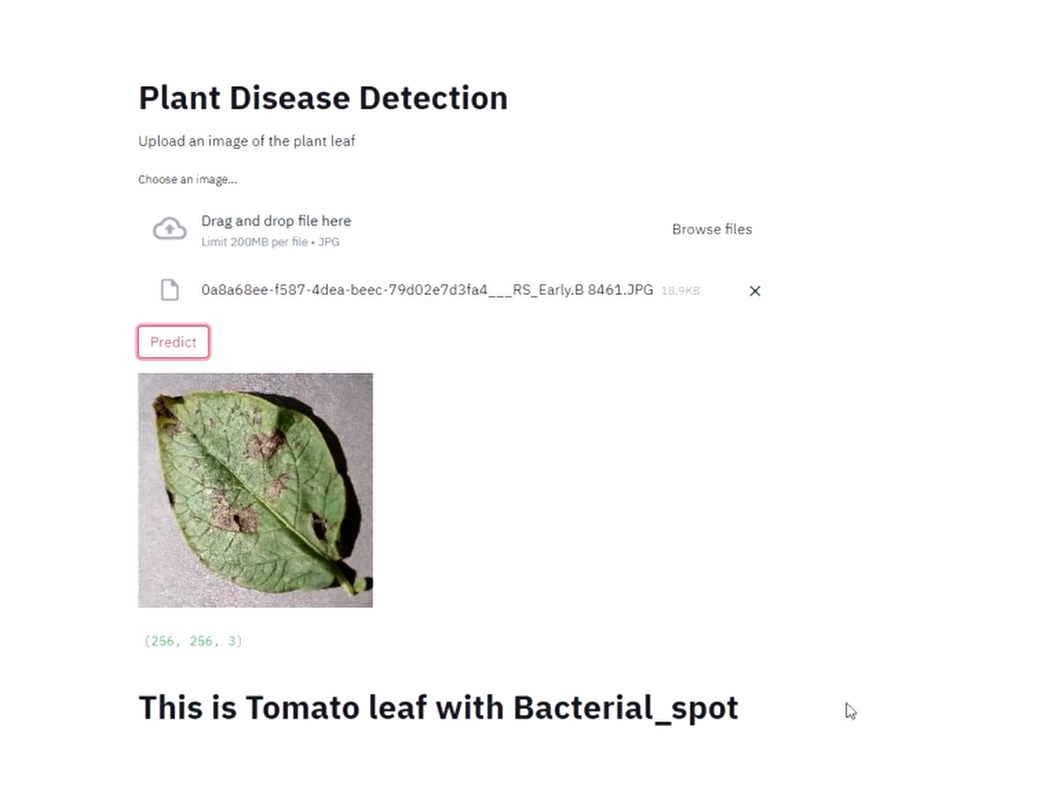 Plant Disease Detection
Upload an image of the plant leaf
Choose an image...
Drag and drop file here
Limit 200MB per file • JPG
Browse files
0a8a68ee-f587-4dea-beec-79d02e7d3fa4___RS_Early.B 8461.JPG 18.9KB
Predict
(256, 256, 3)
This is Tomato leaf with Bacterial_spot